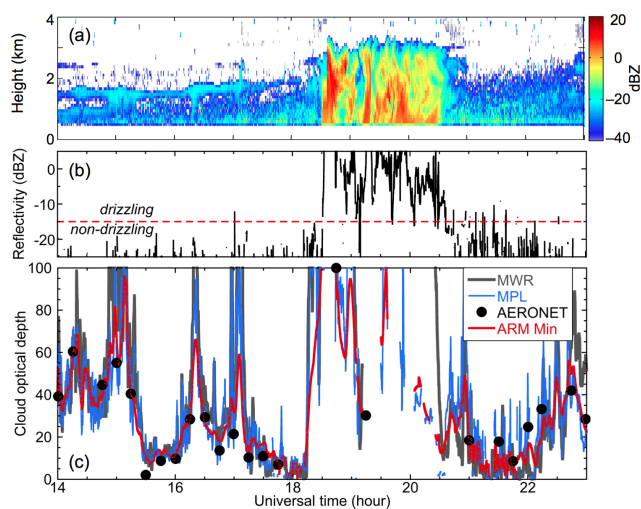 4
(a)
20
Height (km)
2
0
dBZ
-20
0
-40
(b)
Reflectivity (dBZ)
0
-10
drizzling
non-drizzling
-20
100
MWR
80
MPL
AERONET
60
ARM Min
Cloud optical depth
40
20
(c)
0
14 16 18 20 22
Universal time (hour)